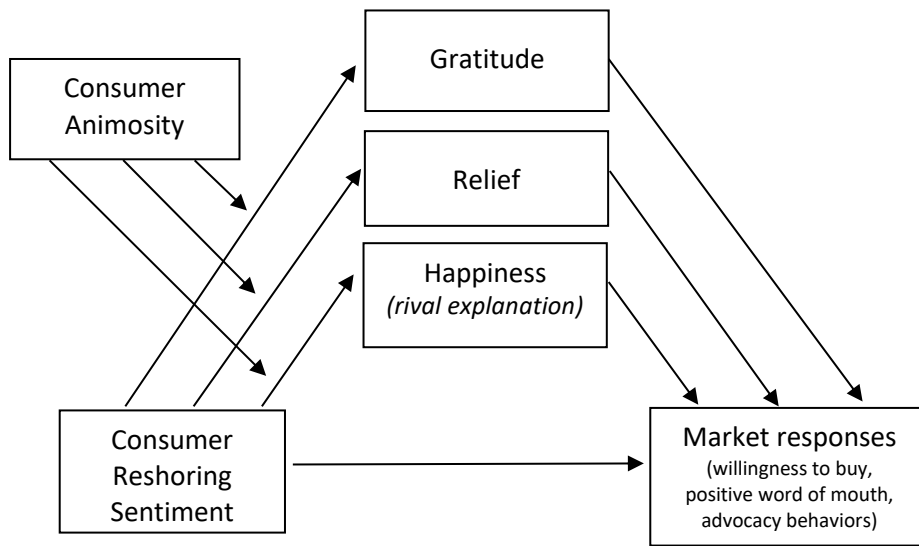 Gratitude
Consumer
Animosity
Relief
Happiness
(rival explanation)
Consumer
Reshoring
Sentiment
Market responses
(willingness to buy,
positive word of mouth,
advocacy behaviors)